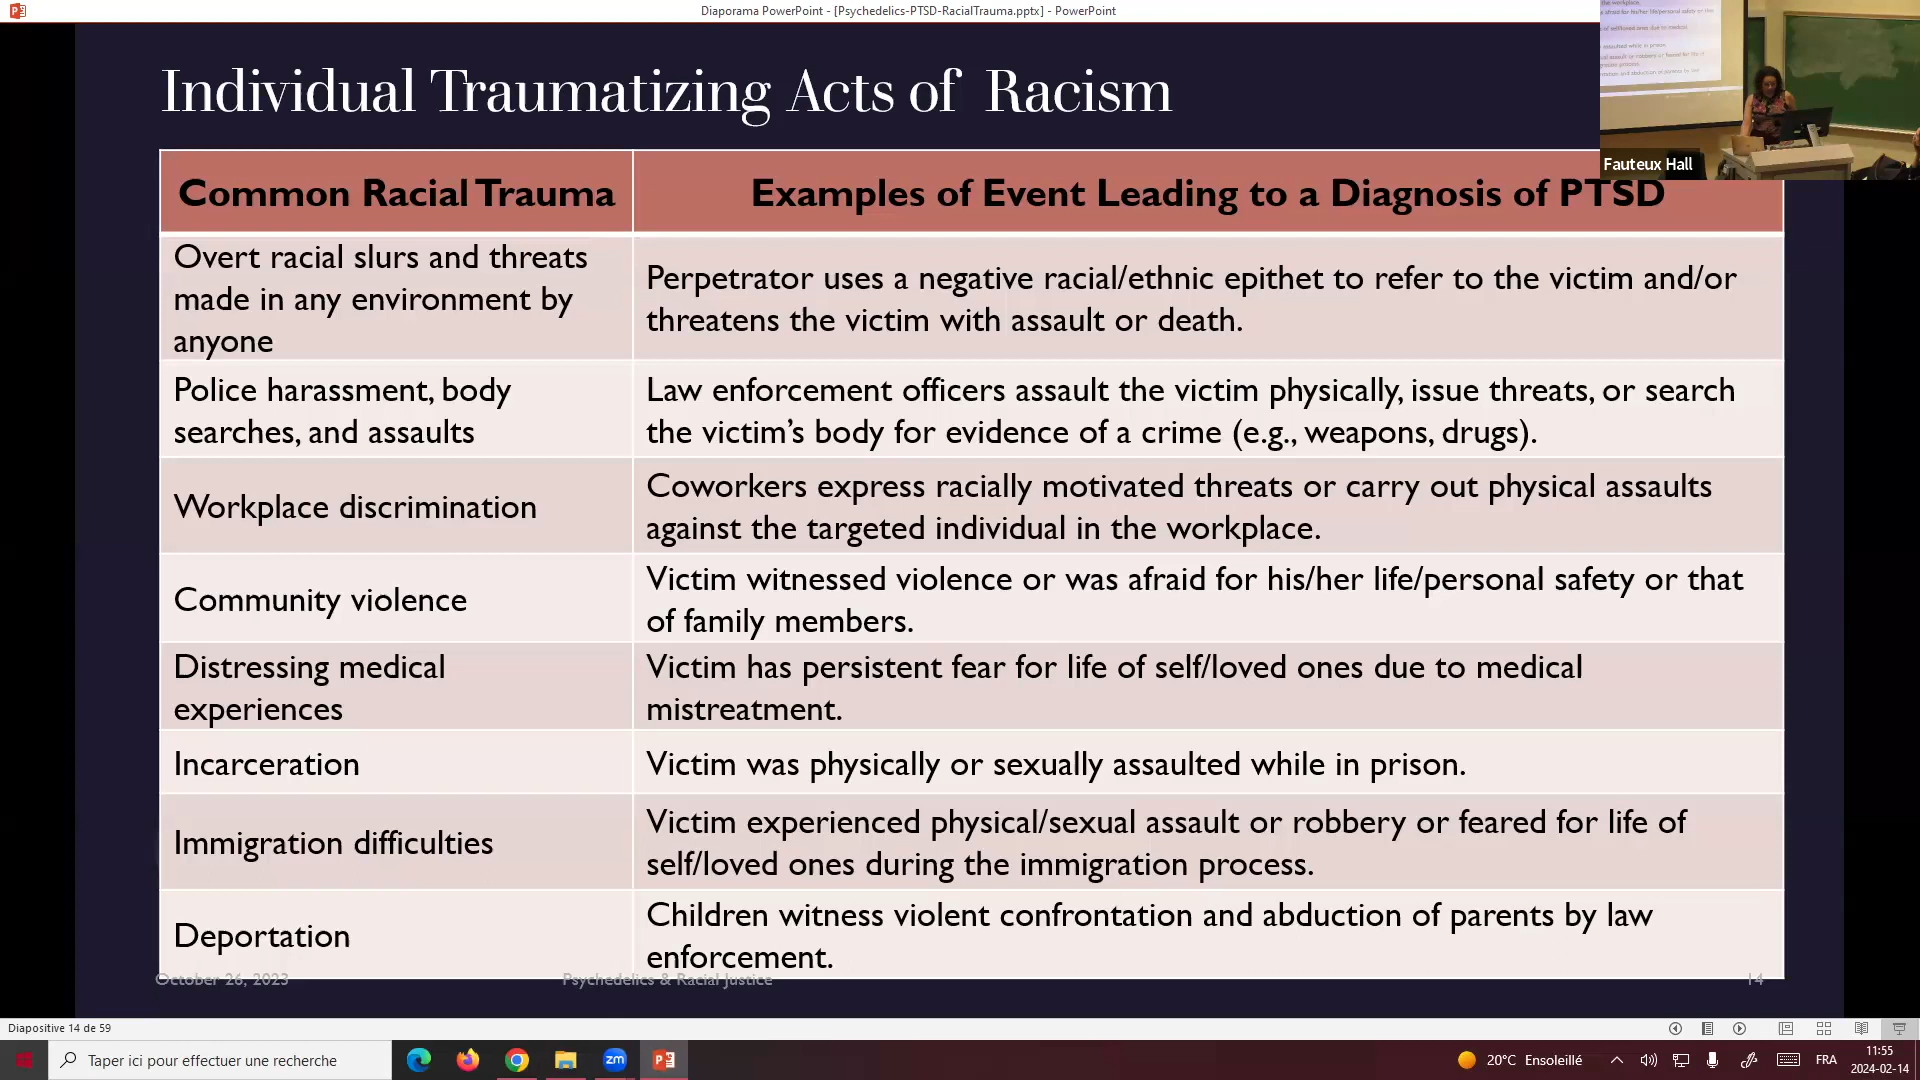 Diaporama PowerPoint - [Psychedelics-PTSD-RacialTrauma.pptx] - PowerPoint
Individual Traumatizing Acts of Racism
Fauteux Hall
Common Racial Trauma
Examples of Event Leading to a Diagnosis of PTSD
Overt racial slurs and threats
made in any environment by
anyone
Perpetrator uses a negative racial/ethnic epithet to refer to the victim and/or
threatens the victim with assault or death.
Police harassment, body
searches, and assaults
Law enforcement officers assault the victim physically, issue threats, or search
the victim’s body for evidence of a crime (e.g., weapons, drugs).
Workplace discrimination
Coworkers express racially motivated threats or carry out physical assaults
against the targeted individual in the workplace.
Community violence
Victim witnessed violence or was afraid for his/her life/personal safety or that
of family members.
Distressing medical
experiences
Victim has persistent fear for life of self/loved ones due to medical
mistreatment.
Incarceration
Victim was physically or sexually assaulted while in prison.
Immigration difficulties
Victim experienced physical/sexual assault or robbery or feared for life of
self/loved ones during the immigration process.
Deportation
Children witness violent confrontation and abduction of parents by law
enforcement.
October 26, 2023
Psychedelics & Racial Justice
14
Diapositive 14 de 59
Taper ici pour effectuer une recherche
zm
20°C Ensoleillé
FRA
11:55
2024-02-14